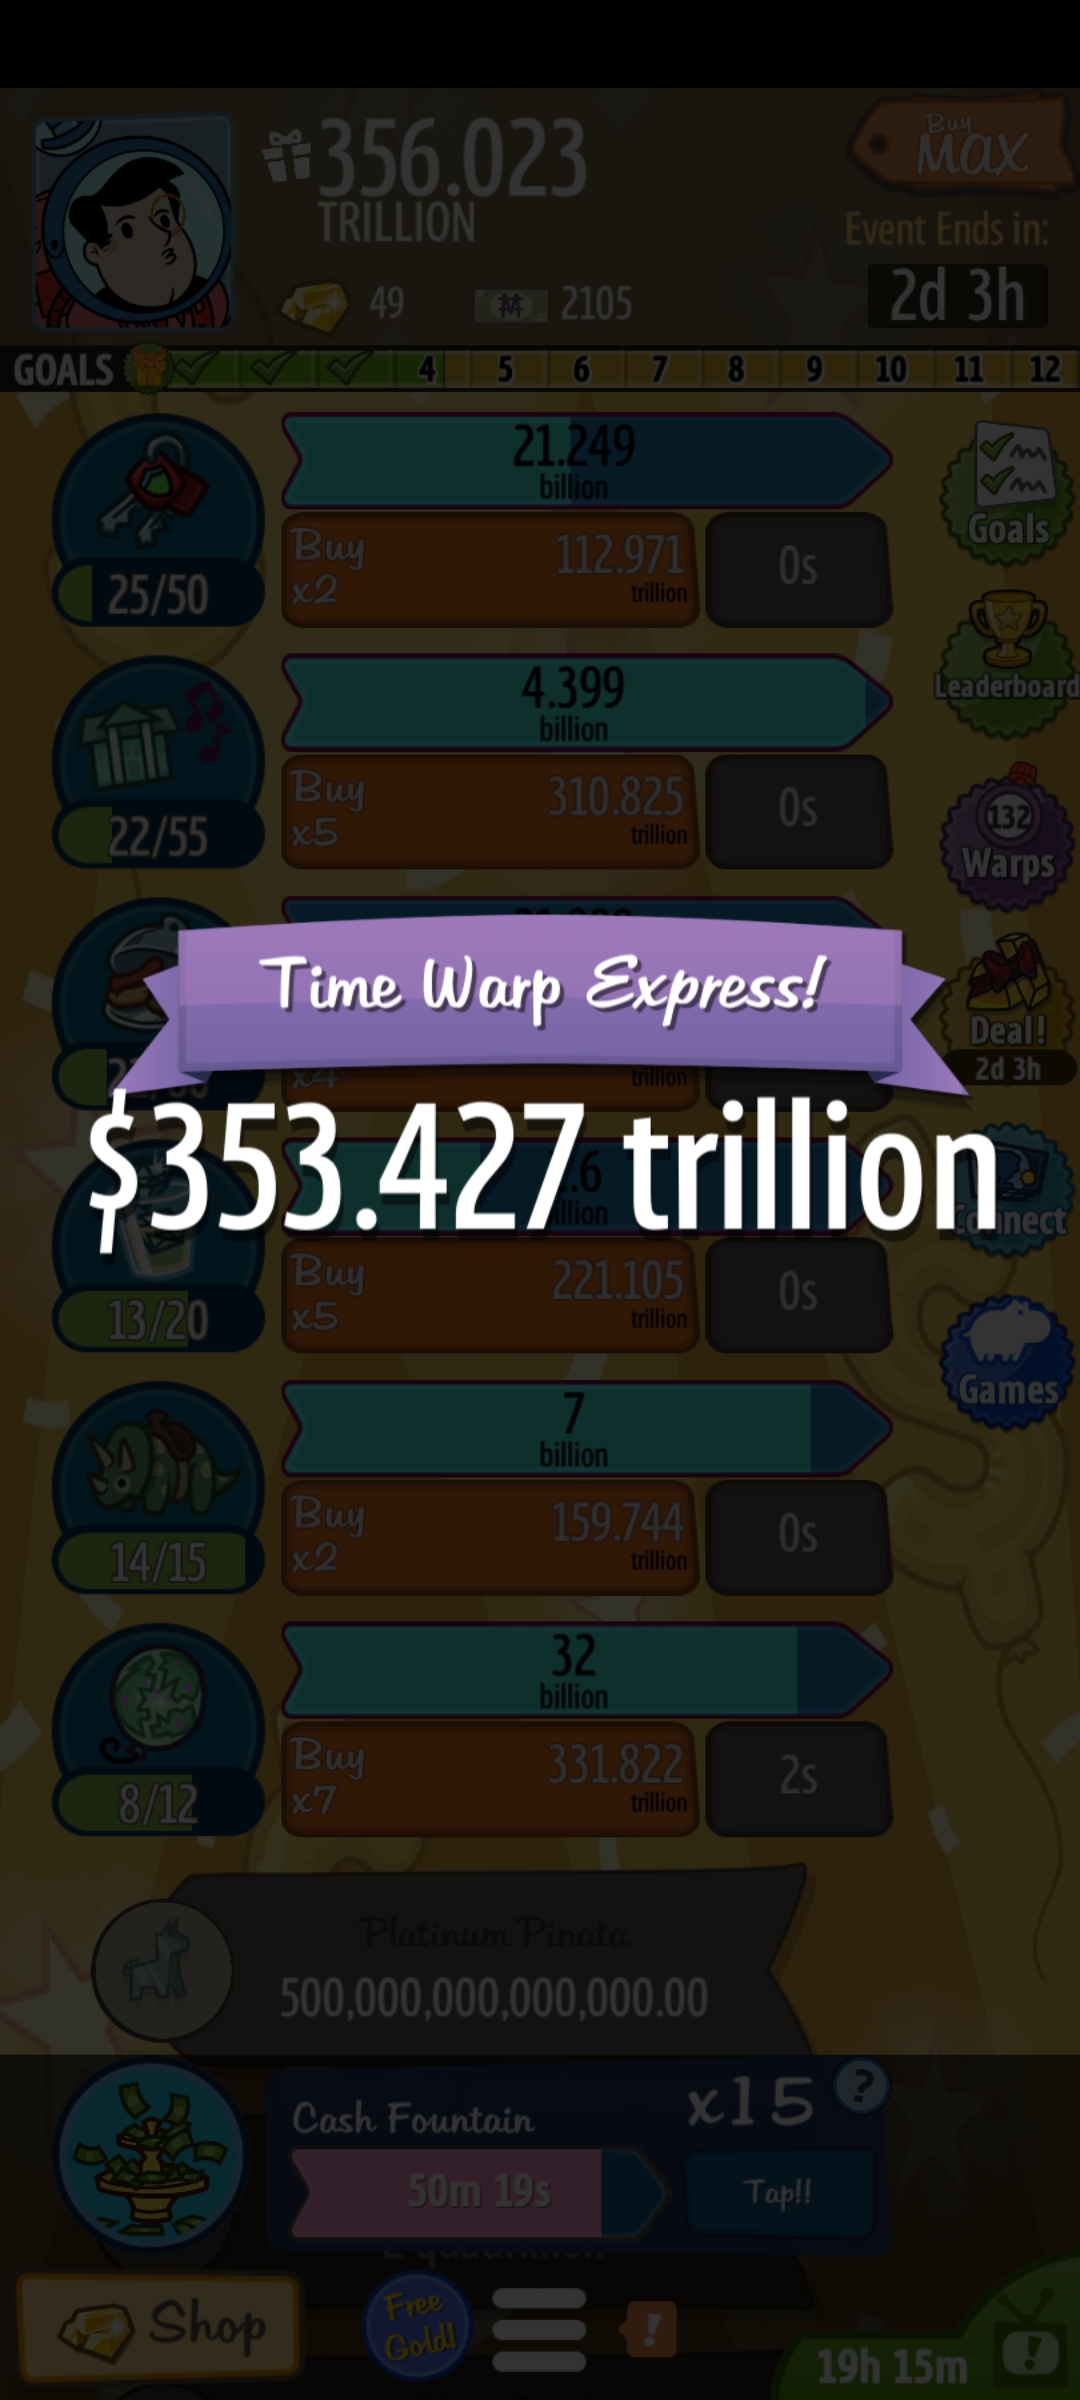 356.023
TRILLION
Buy
MAX
Event Ends in:
49
2105
2d 3h
GOALS 4 5 6 7 8 9 10 11 12
21.249
billion
Buy
x2
112.971
trillion
0s
25/50
Goals
4.399
billion
Buy
x5
310.825
trillion
0s
22/55
Leaderboard
132
Warps
Time Warp Express!
x4
trillion
Deal!
2d 3h
$353.427 trillion
Connect
Buy
x5
221.105
trillion
0s
13/20
Games
7
billion
Buy
x2
159.744
trillion
0s
14/15
32
billion
Buy
x7
331.822
trillion
2s
8/12
Platinum Pinata
500,000,000,000,000.00
Cash Fountain
x15
?
50m 19s
Tap!!
Shop
Free
Gold!
!
19h 15m
!